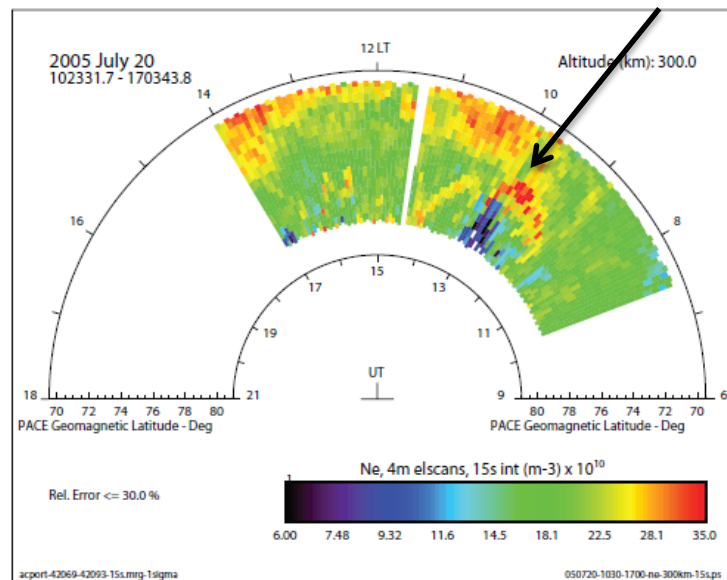 2005 July 20
102331.7 - 170343.8
12 LT
Altitude (km): 300.0
14
10
16
8
15
17
13
19
11
UT
18
21
9
6
70 72 74 76 78 80
80 78 76 74 72 70
PACE Geomagnetic Latitude - Deg
PACE Geomagnetic Latitude - Deg
Ne, 4m elscans, 15s int (m-3) x 10^10
Rel. Error <= 30.0 %
1
6.00 7.48 9.32 11.6 14.5 18.1 22.5 28.1 35.0
acport-42069-42093-15s.mrg-1sigma
050720-1030-1700-ne-300km-15s.ps